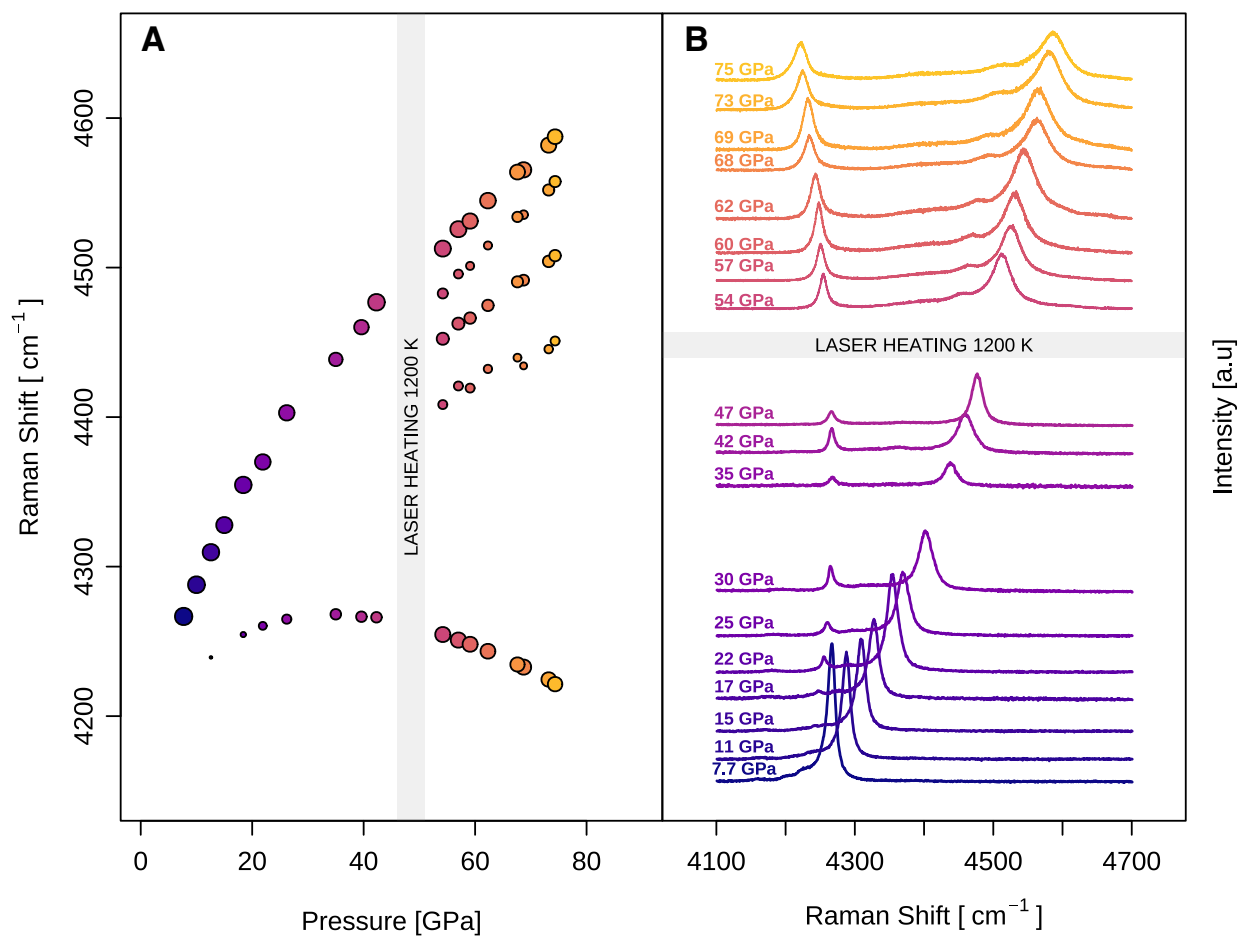 A
Raman Shift [ cm−1 ]
4600
4500
4400
4300
4200
LASER HEATING 1200 K
0 20 40 60 80
Pressure [GPa]
B
75 GPa
73 GPa
69 GPa
68 GPa
62 GPa
60 GPa
57 GPa
54 GPa
LASER HEATING 1200 K
47 GPa
42 GPa
35 GPa
30 GPa
25 GPa
22 GPa
17 GPa
15 GPa
11 GPa
7.7 GPa
4100 4300 4500 4700
Raman Shift [ cm−1 ]
Intensity [a.u]